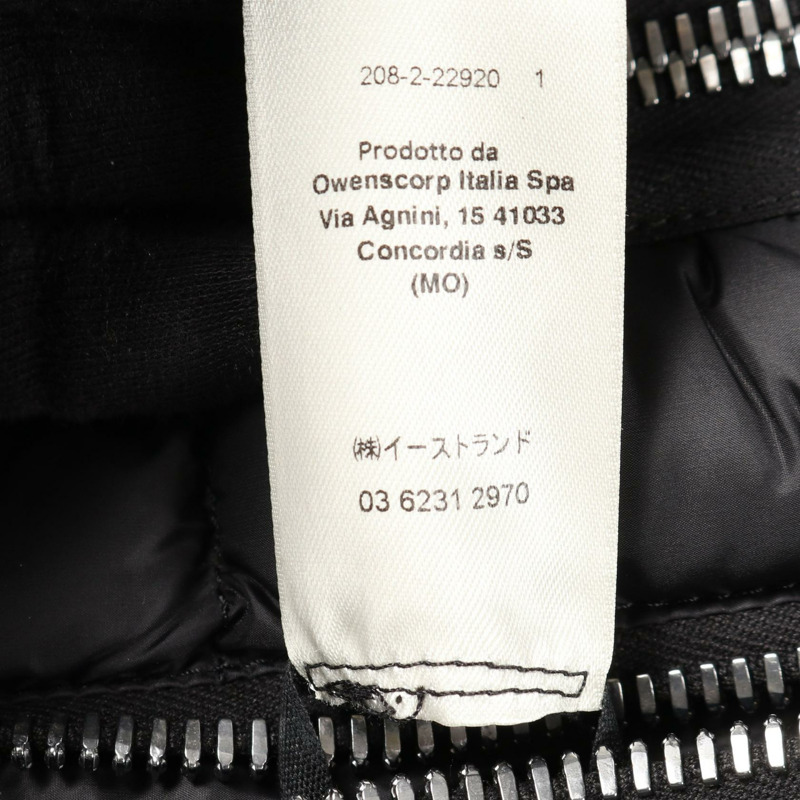 208-2-22920 1
Prodotto da
Owenscorp Italia Spa
Via Agnini, 15 41033
Concordia s/S
(MO)
㈱イーストランド
03 6231 2970